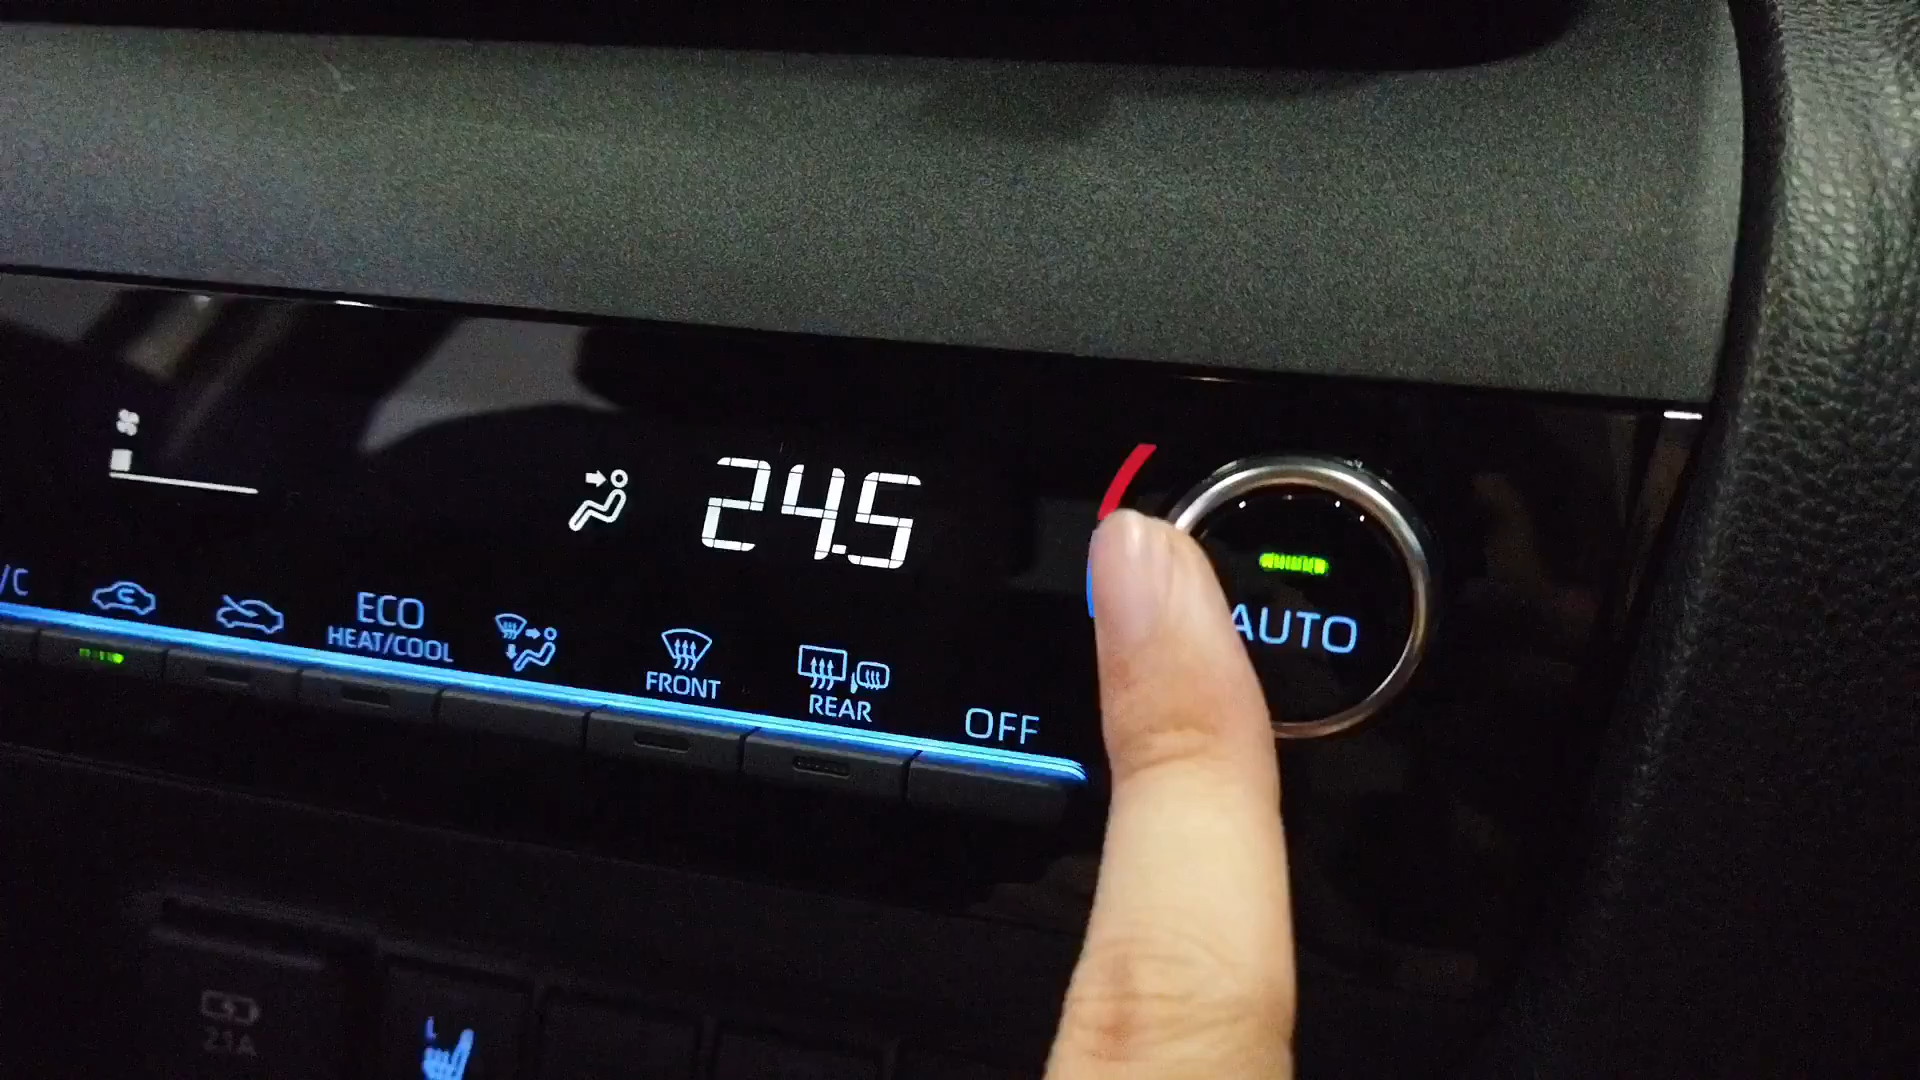 24.5
/C
ECO
HEAT/COOL
FRONT
REAR
OFF
AUTO
2.1A
L